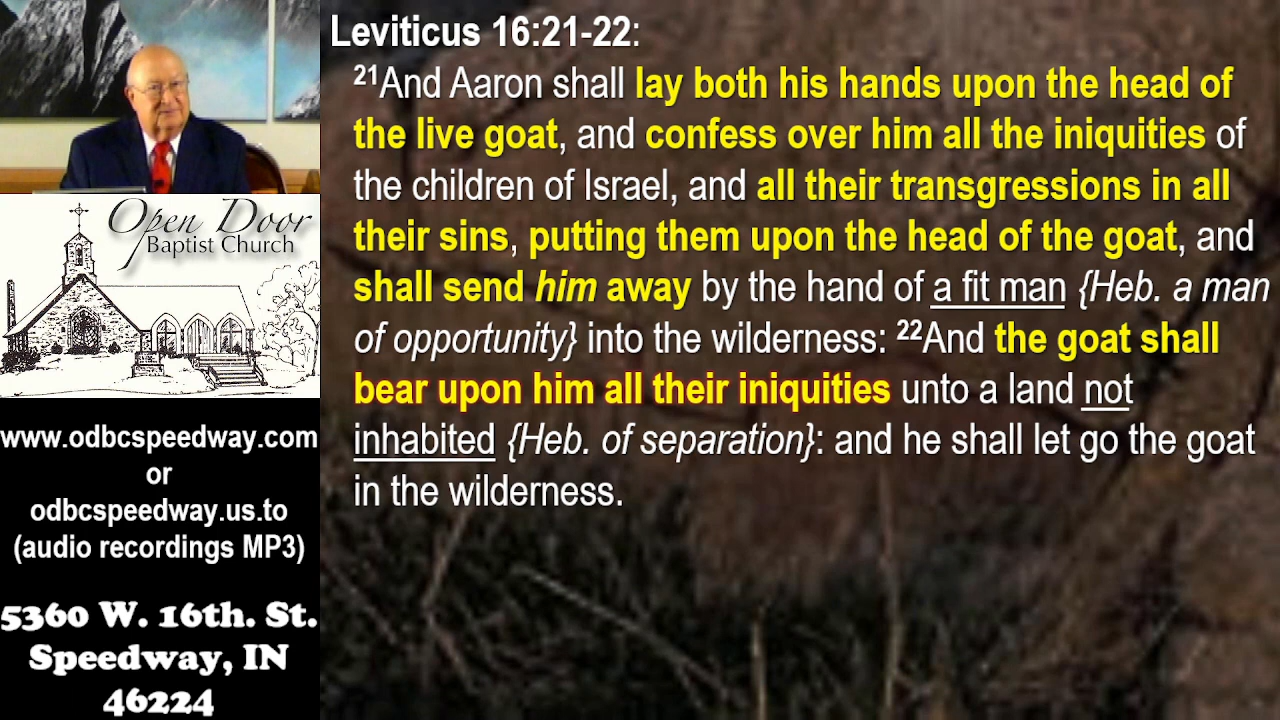 Open Door
Baptist Church
www.odbcspeedway.com
or
odbcspeedway.us.to
(audio recordings MP3)
5360 W. 16th. St.
Speedway, IN
46224
Leviticus 16:21-22:
21And Aaron shall lay both his hands upon the head of
the live goat, and confess over him all the iniquities of
the children of Israel, and all their transgressions in all
their sins, putting them upon the head of the goat, and
shall send him away by the hand of a fit man {Heb. a man
of opportunity} into the wilderness: 22And the goat shall
bear upon him all their iniquities unto a land not
inhabited {Heb. of separation}: and he shall let go the goat
in the wilderness.